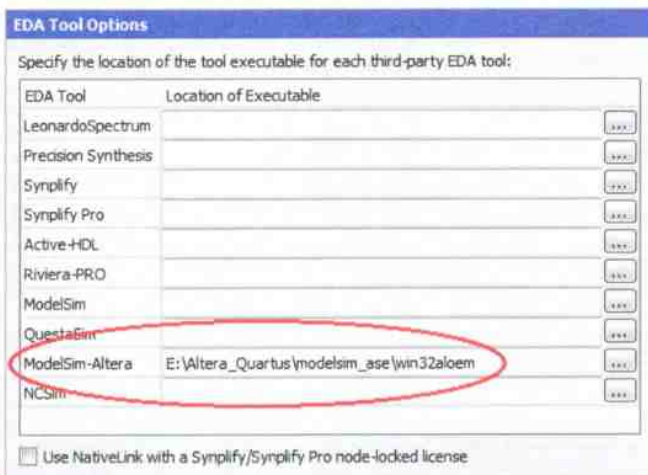 EDA Tool Options
Specify the location of the tool executable for each third-party EDA tool:
EDA Tool Location of Executable
LeonardoSpectrum ...
Precision Synthesis ...
Synplify ...
Synplify Pro ...
Active-HDL ...
Riviera-PRO ...
ModelSim ...
QuestaSim ...
ModelSim-Altera E:\Altera_Quartus\modelsim_ase\win32aloem ...
NCSim ...
Use NativeLink with a Synplify/Synplify Pro node-locked license